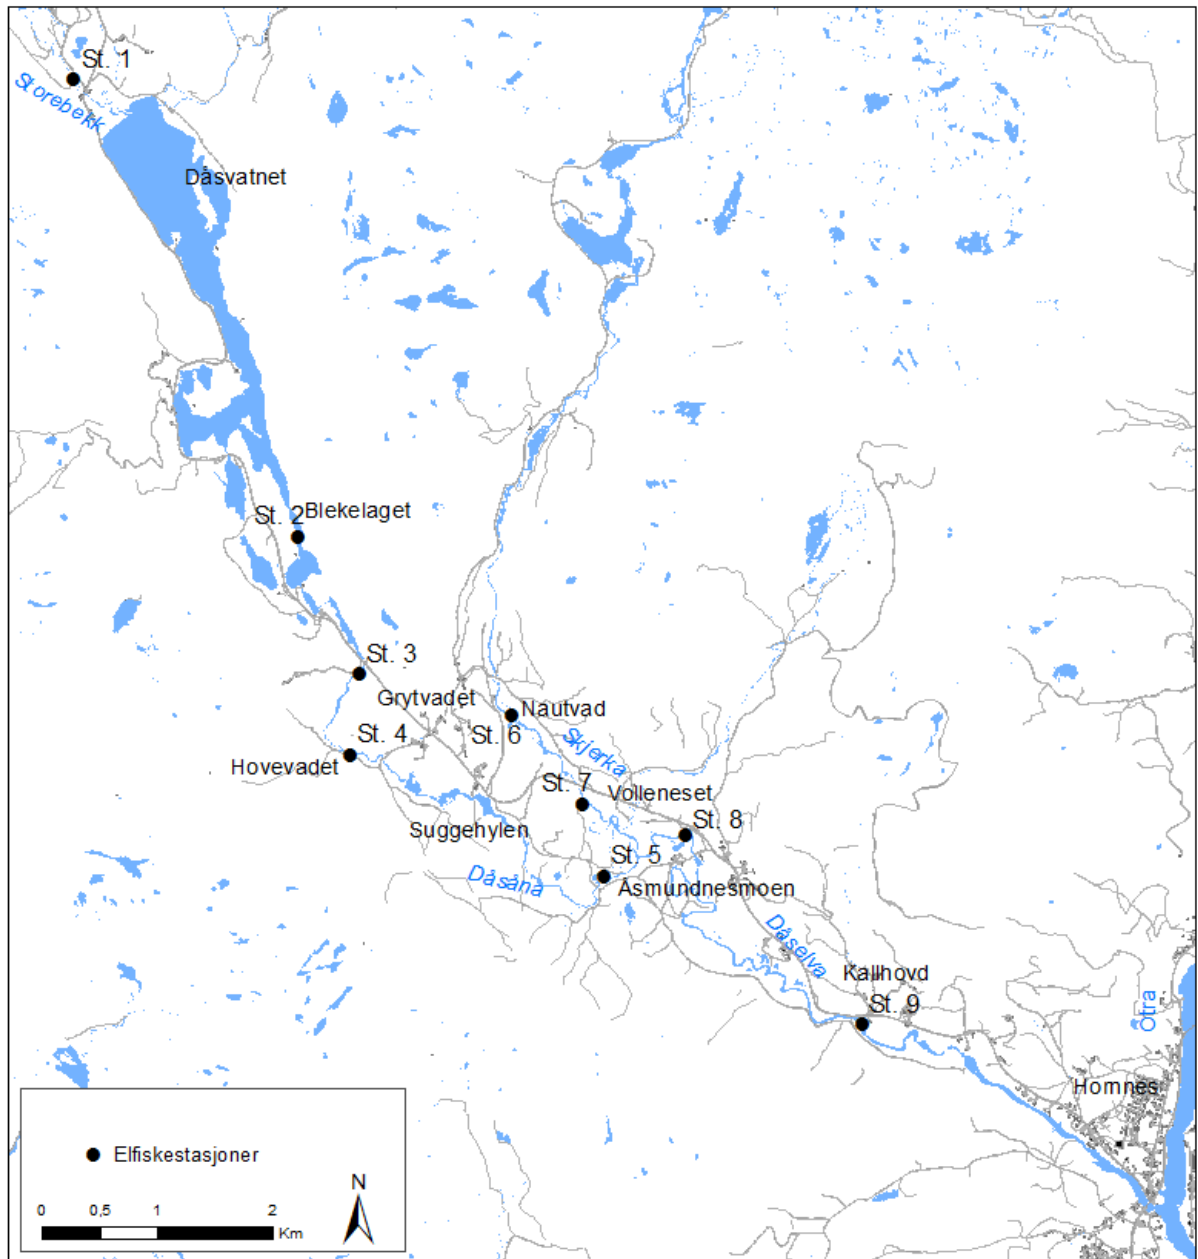 St. 1
Storebekk
Dåsvatnet
St. 2
Blekelaget
St. 3
Grytvadet
Nautvad
St. 4
St. 6
Skjerka
Hovevadet
St. 7
Volleneset
St. 8
Suggehylen
St. 5
Dåsåna
Åsmundnesmoen
Dåselva
Kallhovd
St. 9
Otra
Hornnes
Elfiskestasjoner
N
0 0,5 1 2
Km